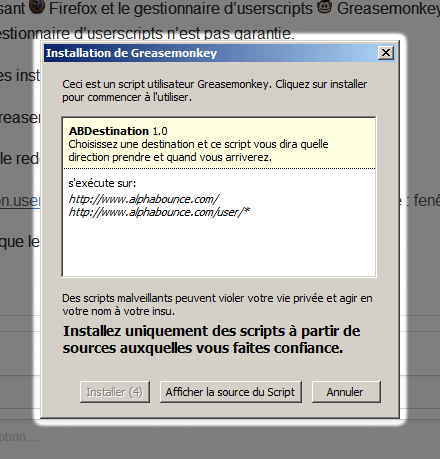 sant Firefox et le gestionnaire d'userscripts Greasemonkey
estionnaire d'userscripts n'est pas garantie.
Installation de Greasemonkey
es inst
Ceci est un script utilisateur Greasemonkey. Cliquez sur installer
pour commencer à l'utiliser.
reasem
ABDestination 1.0
Choisissez une destination et ce script vous dira quelle
direction prendre et quand vous arriverez.
le red
s'exécute sur:
http://www.alphabounce.com/
http://www.alphabounce.com/user/*
on.user
: fenê
que le
Des scripts malveillants peuvent violer votre vie privée et agir en
votre nom à votre insu.
Installez uniquement des scripts à partir de
sources auxquelles vous faites confiance.
Installer (4)
Afficher la source du Script
Annuler
ption...